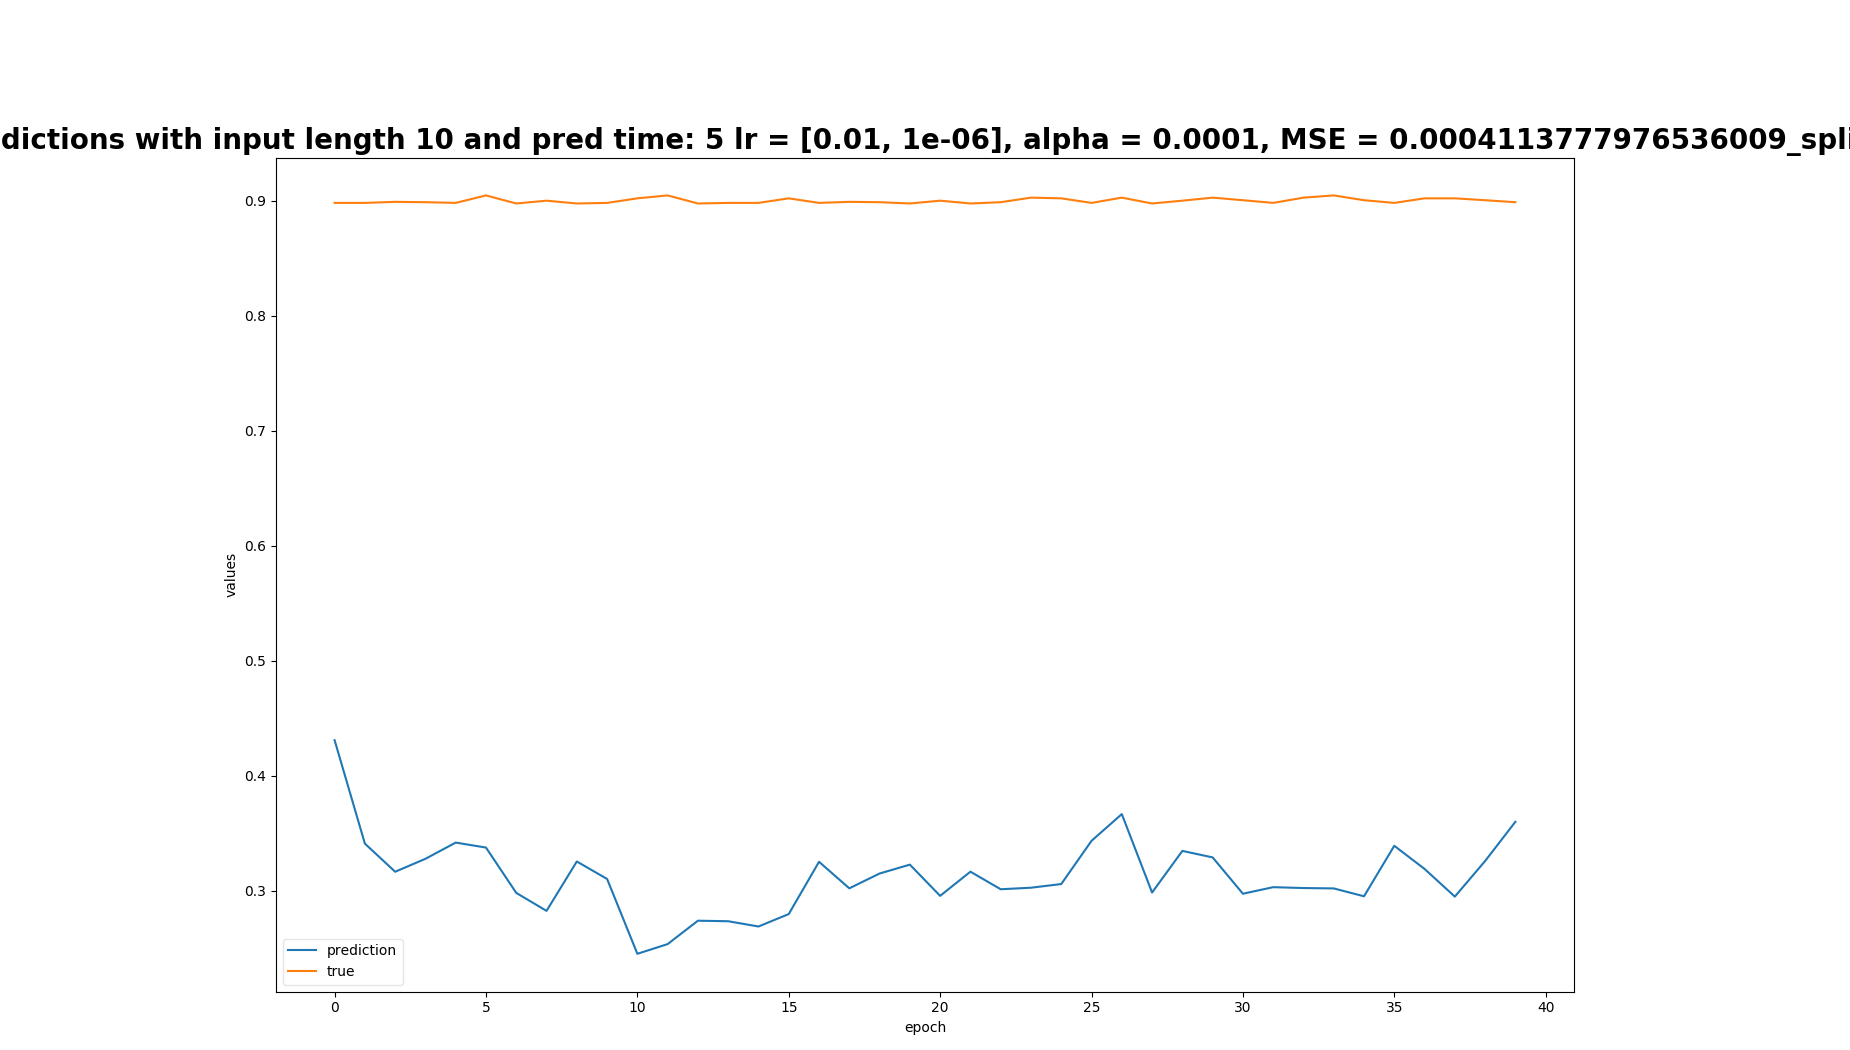 dictions with input length 10 and pred time: 5 lr = [0.01, 1e-06], alpha = 0.0001, MSE = 0.0004113777976536009_spli
0.9
0.8
0.7
0.6
0.5
0.4
0.3
values
prediction
true
0 5 10 15 20 25 30 35 40
epoch